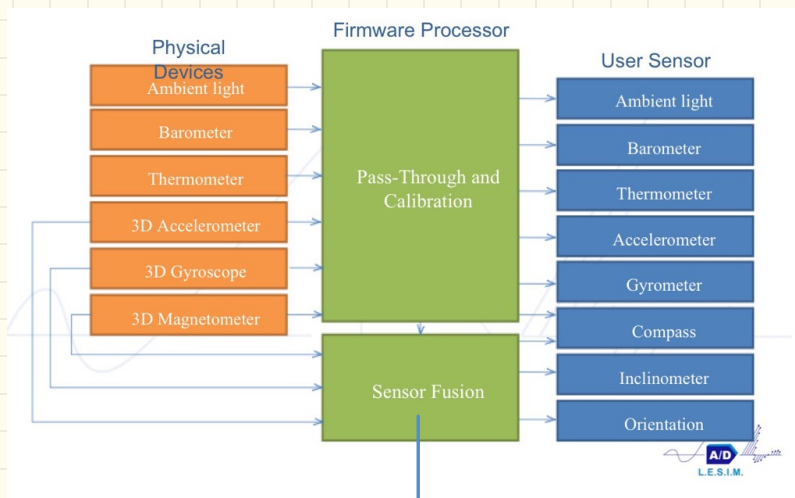 Physical
Devices
Firmware Processor
User Sensor
Ambient light
Barometer
Thermometer
3D Accelerometer
3D Gyroscope
3D Magnetometer
Pass-Through and
Calibration
Sensor Fusion
Ambient light
Barometer
Thermometer
Accelerometer
Gyrometer
Compass
Inclinometer
Orientation
A/D
L.E.S.I.M.